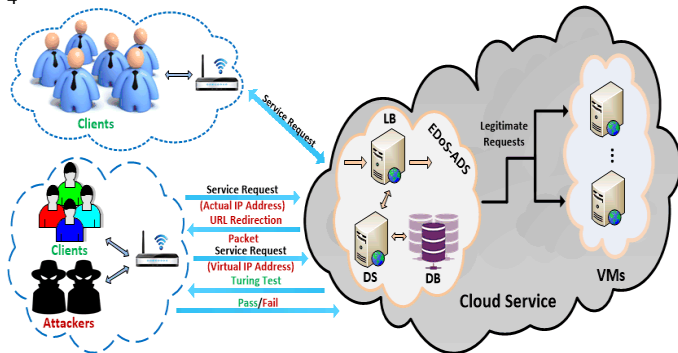 4
Clients
Service Request
LB
EDoS-ADS
DS
DB
Legitimate
Requests
VMs
Cloud Service
Clients
Attackers
Service Request
(Actual IP Address)
URL Redirection
Packet
Service Request
(Virtual IP Address)
Turing Test
Pass/Fail